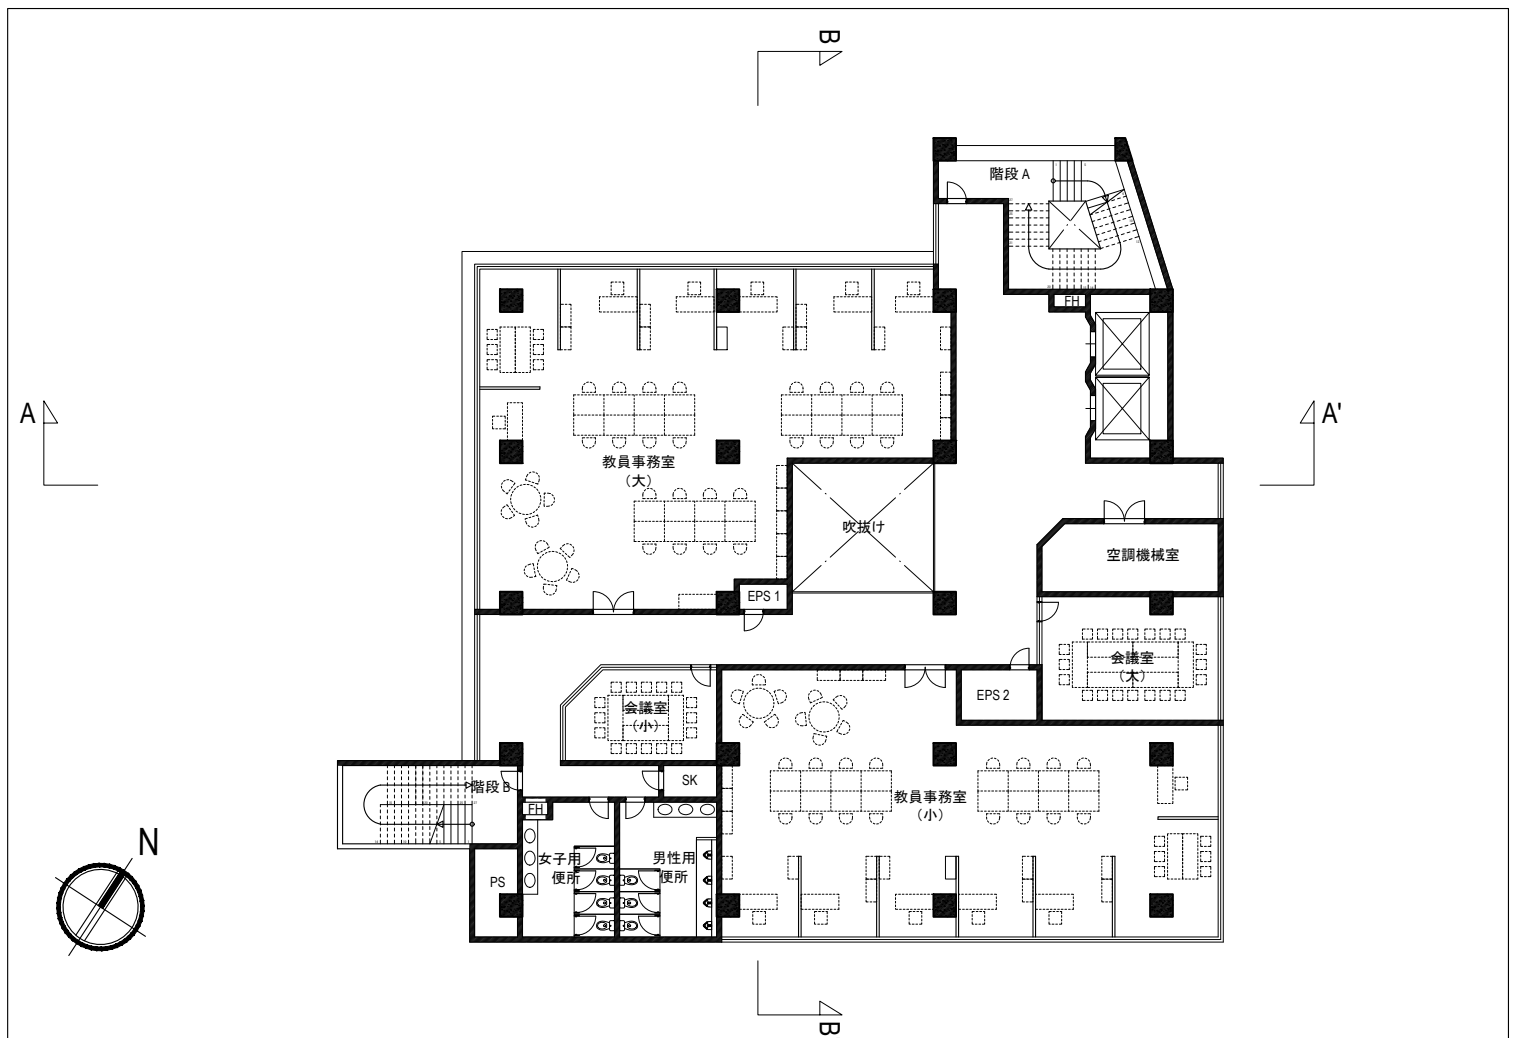 B
階段 A
FH
A
A'
教員事務室
(大)
吹抜け
空調機械室
EPS 1
会議室
(大)
EPS 2
会議室
(小)
SK
階段 B
教員事務室
(小)
FH
N
女子用
便所
男性用
便所
PS
B